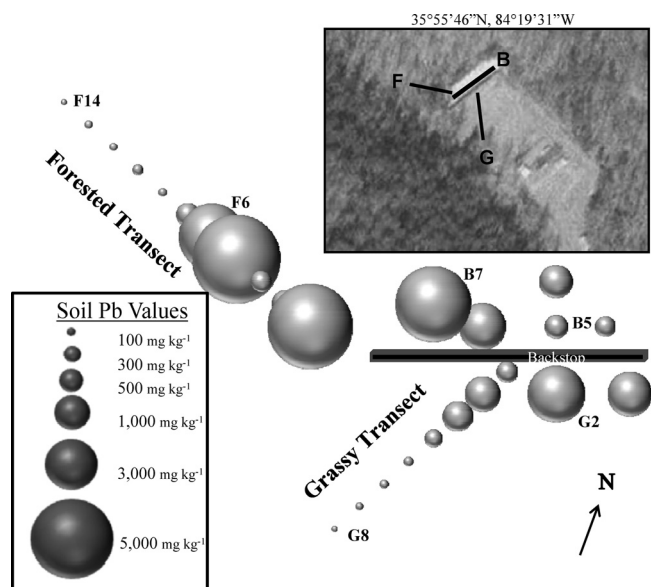 35°55'46”N, 84°19'31”W
B
F
G
F14
Forested Transect
F6
B7
B5
Backstop
Soil Pb Values
100 mg kg⁻¹
300 mg kg⁻¹
500 mg kg⁻¹
1,000 mg kg⁻¹
3,000 mg kg⁻¹
5,000 mg kg⁻¹
Grassy Transect
G2
G8
N